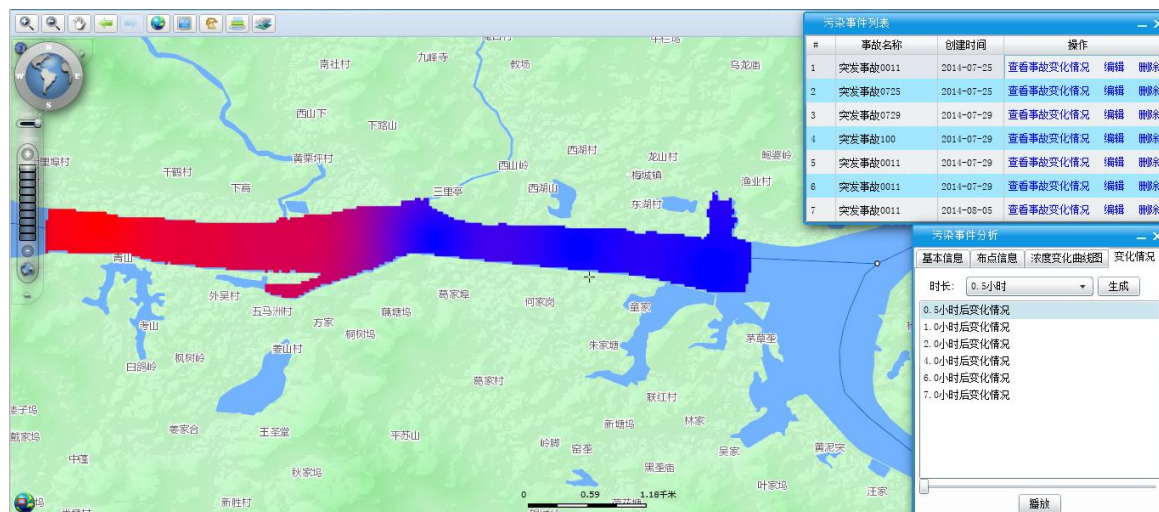 污染事件列表
# 事故名称 创建时间 操作
1 突发事故0011 2014-07-25 查看事故变化情况 编辑 删除
2 突发事故0725 2014-07-25 查看事故变化情况 编辑 删除
3 突发事故0729 2014-07-29 查看事故变化情况 编辑 删除
4 突发事故100 2014-07-29 查看事故变化情况 编辑 删除
5 突发事故0011 2014-07-29 查看事故变化情况 编辑 删除
6 突发事故0011 2014-07-29 查看事故变化情况 编辑 删除
7 突发事故0011 2014-08-05 查看事故变化情况 编辑 删除
污染事件分析
基本信息 布点信息 浓度变化曲线图 变化情况
时长: 0.5小时 生成
0.5小时后变化情况
1.0小时后变化情况
2.0小时后变化情况
4.0小时后变化情况
6.0小时后变化情况
7.0小时后变化情况
播放
N
W
E
S
九峰寺
南社村
教场
乌龙庙
西山下
下路山
黄栗坪村
西湖村
龙山村
鲍婆岭
里埠村
千鹤村
西山岭
梅城镇
下高
三里亭
西湖山
渔业村
东湖村
青山
外吴村
葛家埠
何家岗
五马洲村
藕塘坞
童家
考山
方家
桐树坞
姜山村
朱家塘
茅草垄
枫树岭
白鸽岭
葛家村
联红村
娄子坞
新塘坞
林家
戴家坞
姜家合
王圣堂
平苏山
岭脚
窑垄
吴家
黄泥突
中蓬
秋家坞
黑垄庙
叶家坞
汪家
新胜村
0 0.59 1.18千米